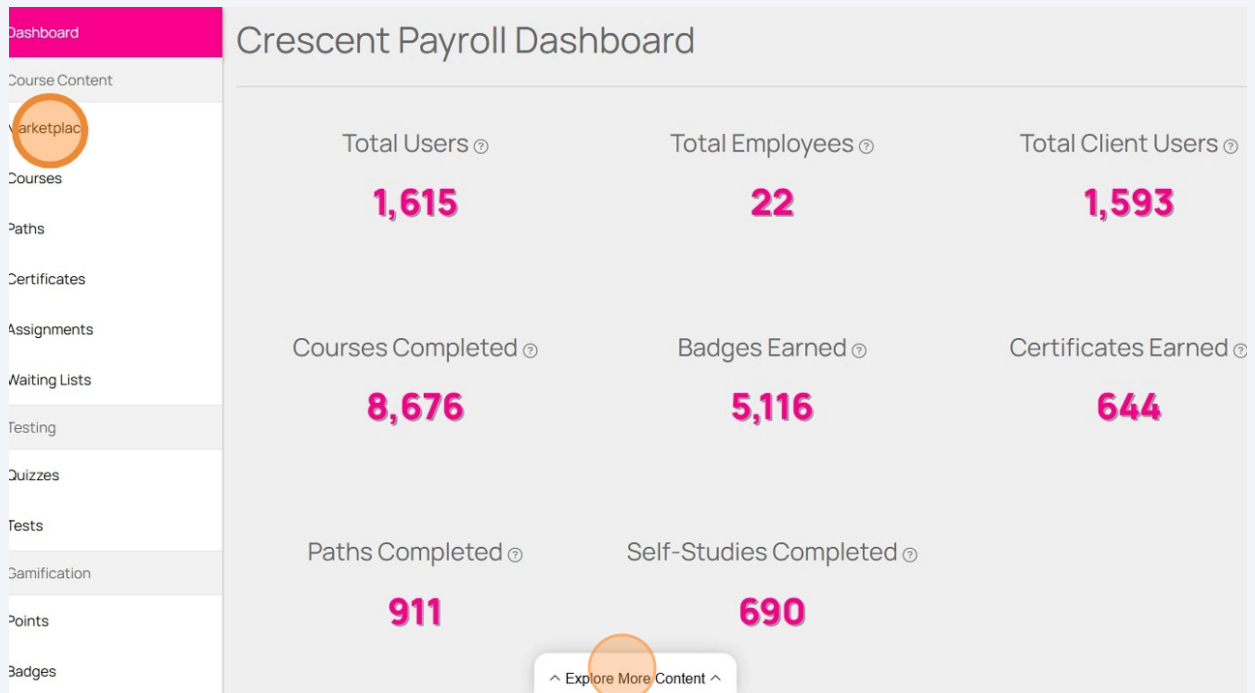 Dashboard
Crescent Payroll Dashboard
Course Content
Marketplace
Courses
Paths
Certificates
Assignments
Waiting Lists
Testing
Quizzes
Tests
Gamification
Points
Badges
Total Users
Total Employees
Total Client Users
1,615
22
1,593
Courses Completed
Badges Earned
Certificates Earned
8,676
5,116
644
Paths Completed
Self-Studies Completed
911
690
^ Explore More Content ^